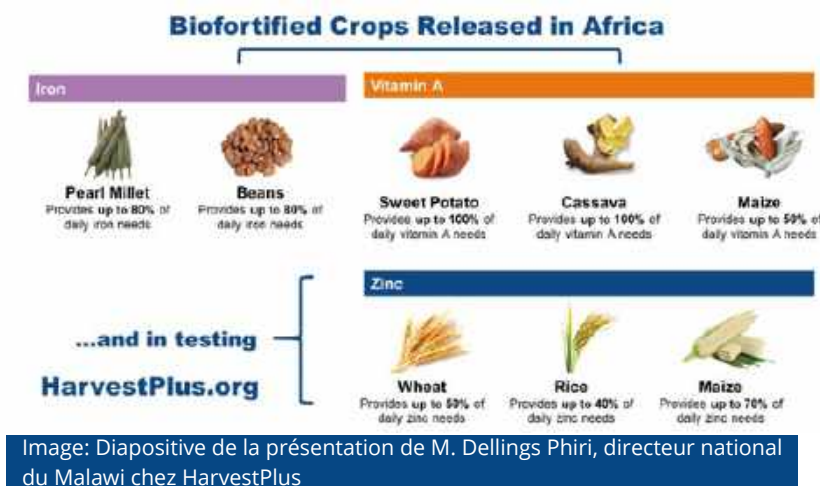 Biofortified Crops Released in Africa
Iron
Vitamin A
Pearl Millet
Provides up to 80% of
daily iron needs
Beans
Provides up to 80% of
daily iron needs
Sweet Potato
Provides up to 100% of
daily vitamin A needs
Cassava
Provides up to 100% of
daily vitamin A needs
Maize
Provides up to 50% of
daily vitamin A needs
...and in testing
HarvestPlus.org
Zinc
Wheat
Provides up to 50% of
daily zinc needs
Rice
Provides up to 40% of
daily zinc needs
Maize
Provides up to 70% of
daily zinc needs
Image: Diapositive de la présentation de M. Dellings Phiri, directeur national
du Malawi chez HarvestPlus